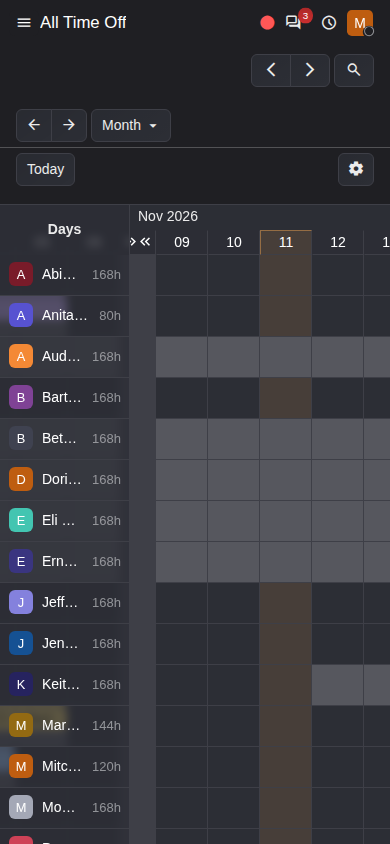 All Time Off
3
M
Month
Today
Nov 2026
Days
09 10 11 12
A Abi... 168h
A Anita... 80h
A Aud... 168h
B Bart... 168h
B Bet... 168h
D Dori... 168h
E Eli ... 168h
E Ern... 168h
J Jeff... 168h
J Jen... 168h
K Keit... 168h
M Mar... 144h
M Mitc... 120h
M Mo... 168h